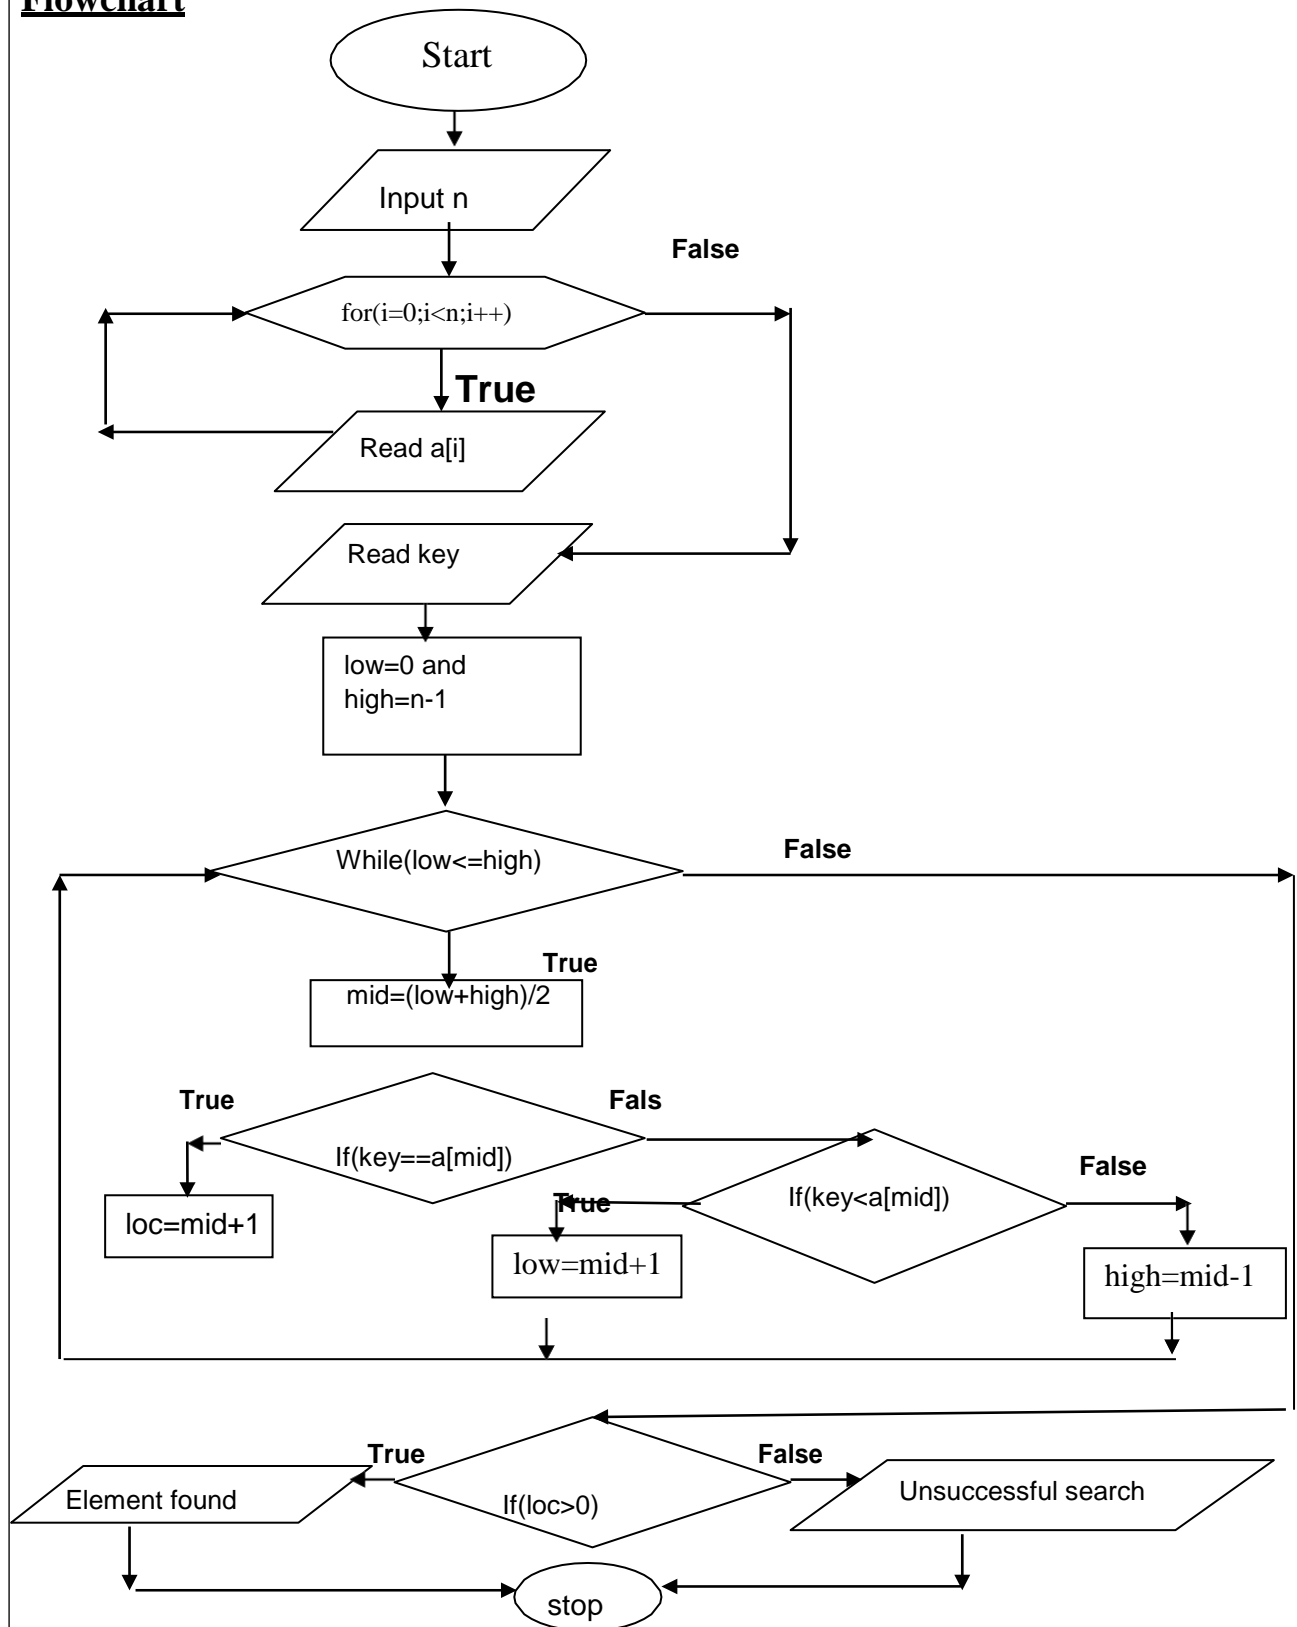 Flowchart
Start
Input n
False
for(i=0;i<n;i++)
True
Read a[i]
Read key
low=0 and
high=n-1
While(low<=high)
False
True
mid=(low+high)/2
True
Fals
If(key==a[mid])
False
If(key<a[mid])
True
loc=mid+1
low=mid+1
high=mid-1
True
False
Element found
If(loc>0)
Unsuccessful search
stop